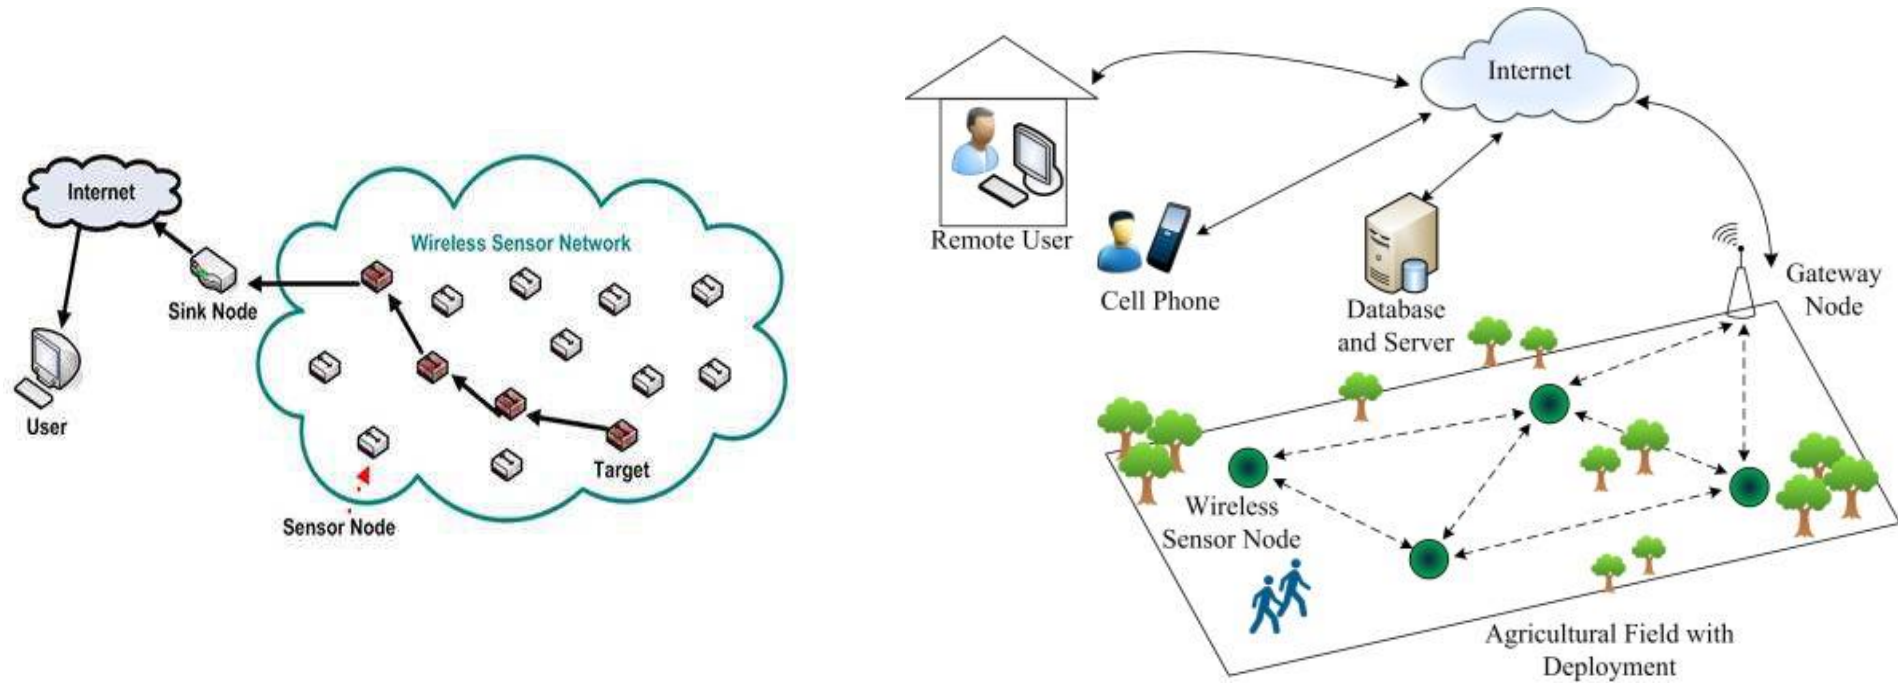 Internet
Wireless Sensor Network
Sink Node
User
Target
Sensor Node
Internet
Remote User
Cell Phone
Database
and Server
Gateway
Node
Wireless
Sensor Node
Agricultural Field with
Deployment